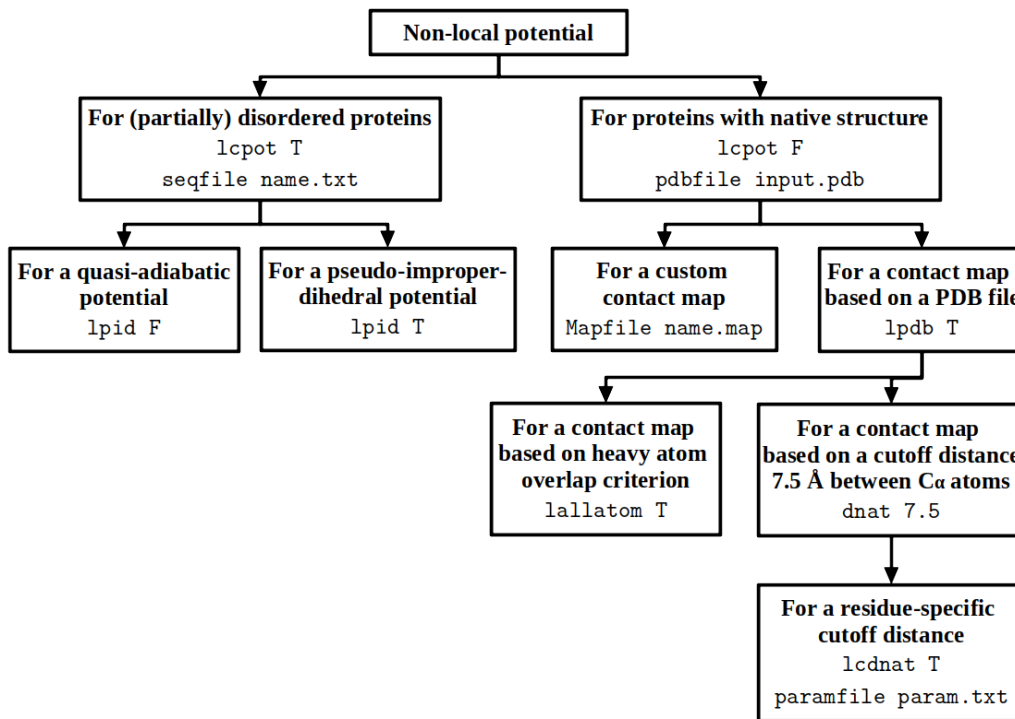 Non-local potential
For (partially) disordered proteins
lcpot T
seqfile name.txt
For proteins with native structure
lcpot F
pdbfile input.pdb
For a quasi-adiabatic
potential
lpid F
For a pseudo-improper-
dihedral potential
lpid T
For a custom
contact map
Mapfile name.map
For a contact map
based on a PDB file
lpdb T
For a contact map
based on heavy atom
overlap criterion
lallatom T
For a contact map
based on a cutoff distance
7.5 Å between Cα atoms
dnat 7.5
For a residue-specific
cutoff distance
lcdnat T
paramfile param.txt